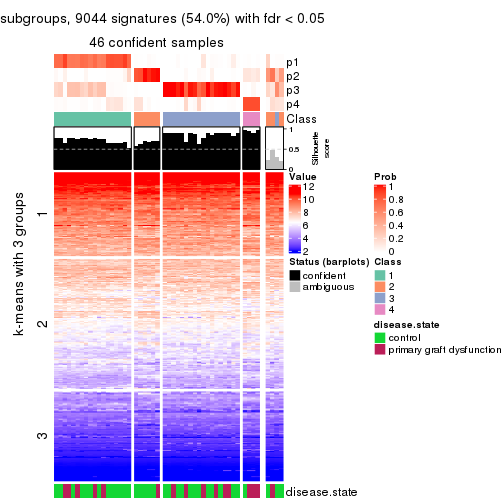 subgroups, 9044 signatures (54.0%) with fdr < 0.05
46 confident samples
p1
p2
p3
p4
Class
1
0.5
0
Silhouette
score
k-means with 3 groups
1
2
3
disease.state
Value
12
10
8
6
4
2
Prob
1
0.8
0.6
0.4
0.2
0
Status (barplots)
confident
ambiguous
Class
1
2
3
4
disease.state
control
primary graft dysfunction